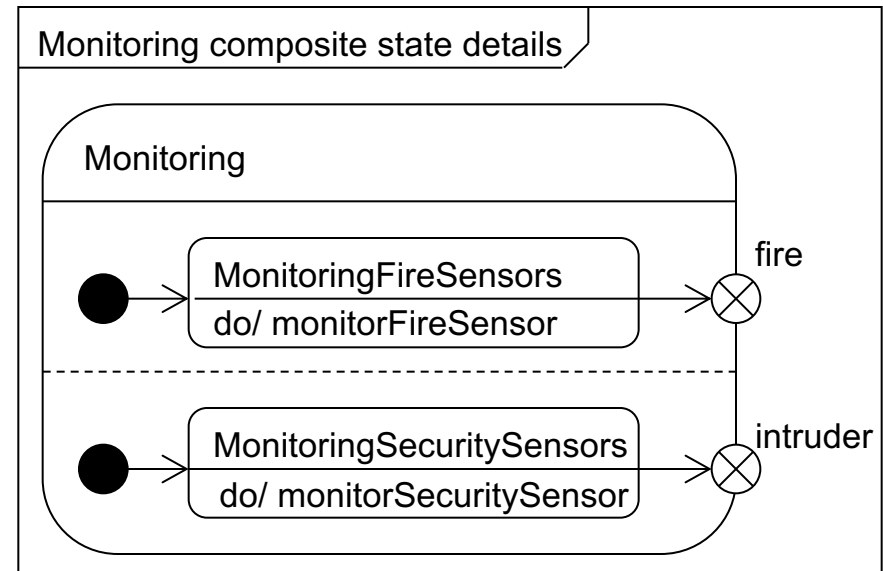 Monitoring composite state details
Monitoring
fire
MonitoringFireSensors
do/ monitorFireSensor
intruder
MonitoringSecuritySensors
do/ monitorSecuritySensor